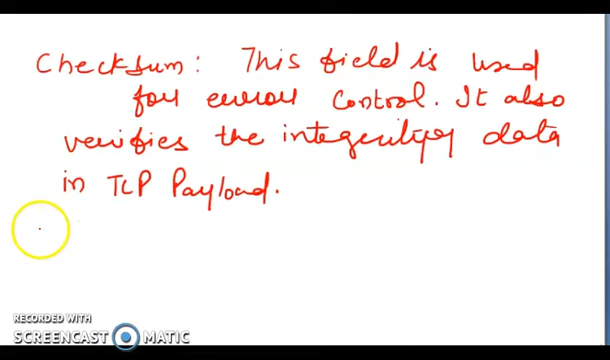 Checksum: This field is used
for error control. It also
verifies the integerity of data
in TCP Payload.
RECORDED WITH
SCREENCAST MATIC